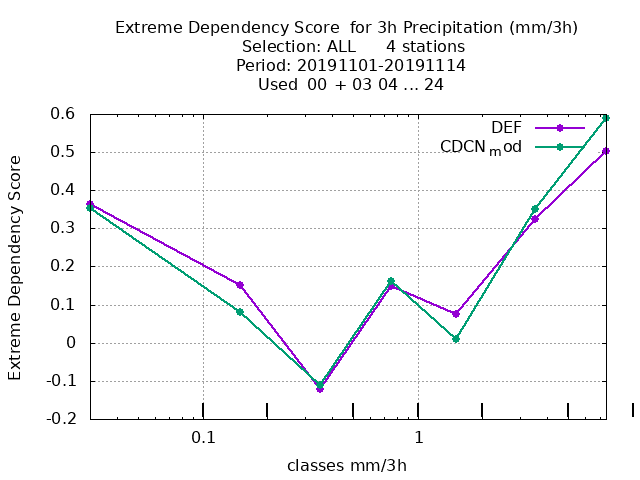 Extreme Dependency Score  for 3h Precipitation (mm/3h)
Selection: ALL      4 stations
Period: 20191101-20191114
Used  00  + 03 04 ... 24
DEF
CDCN_mod
Extreme Dependency Score
0.6
0.5
0.4
0.3
0.2
0.1
0
-0.1
-0.2
0.1
1
classes mm/3h